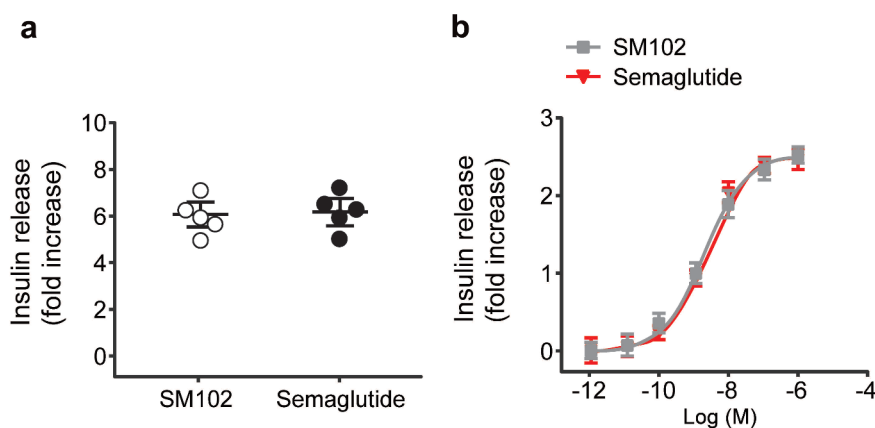 a
Insulin release
(fold increase)
10
8
6
4
2
0
SM102
Semaglutide
b
SM102
Semaglutide
Insulin release
(fold increase)
3
2
1
0
-12
-10
-8
-6
-4
Log (M)